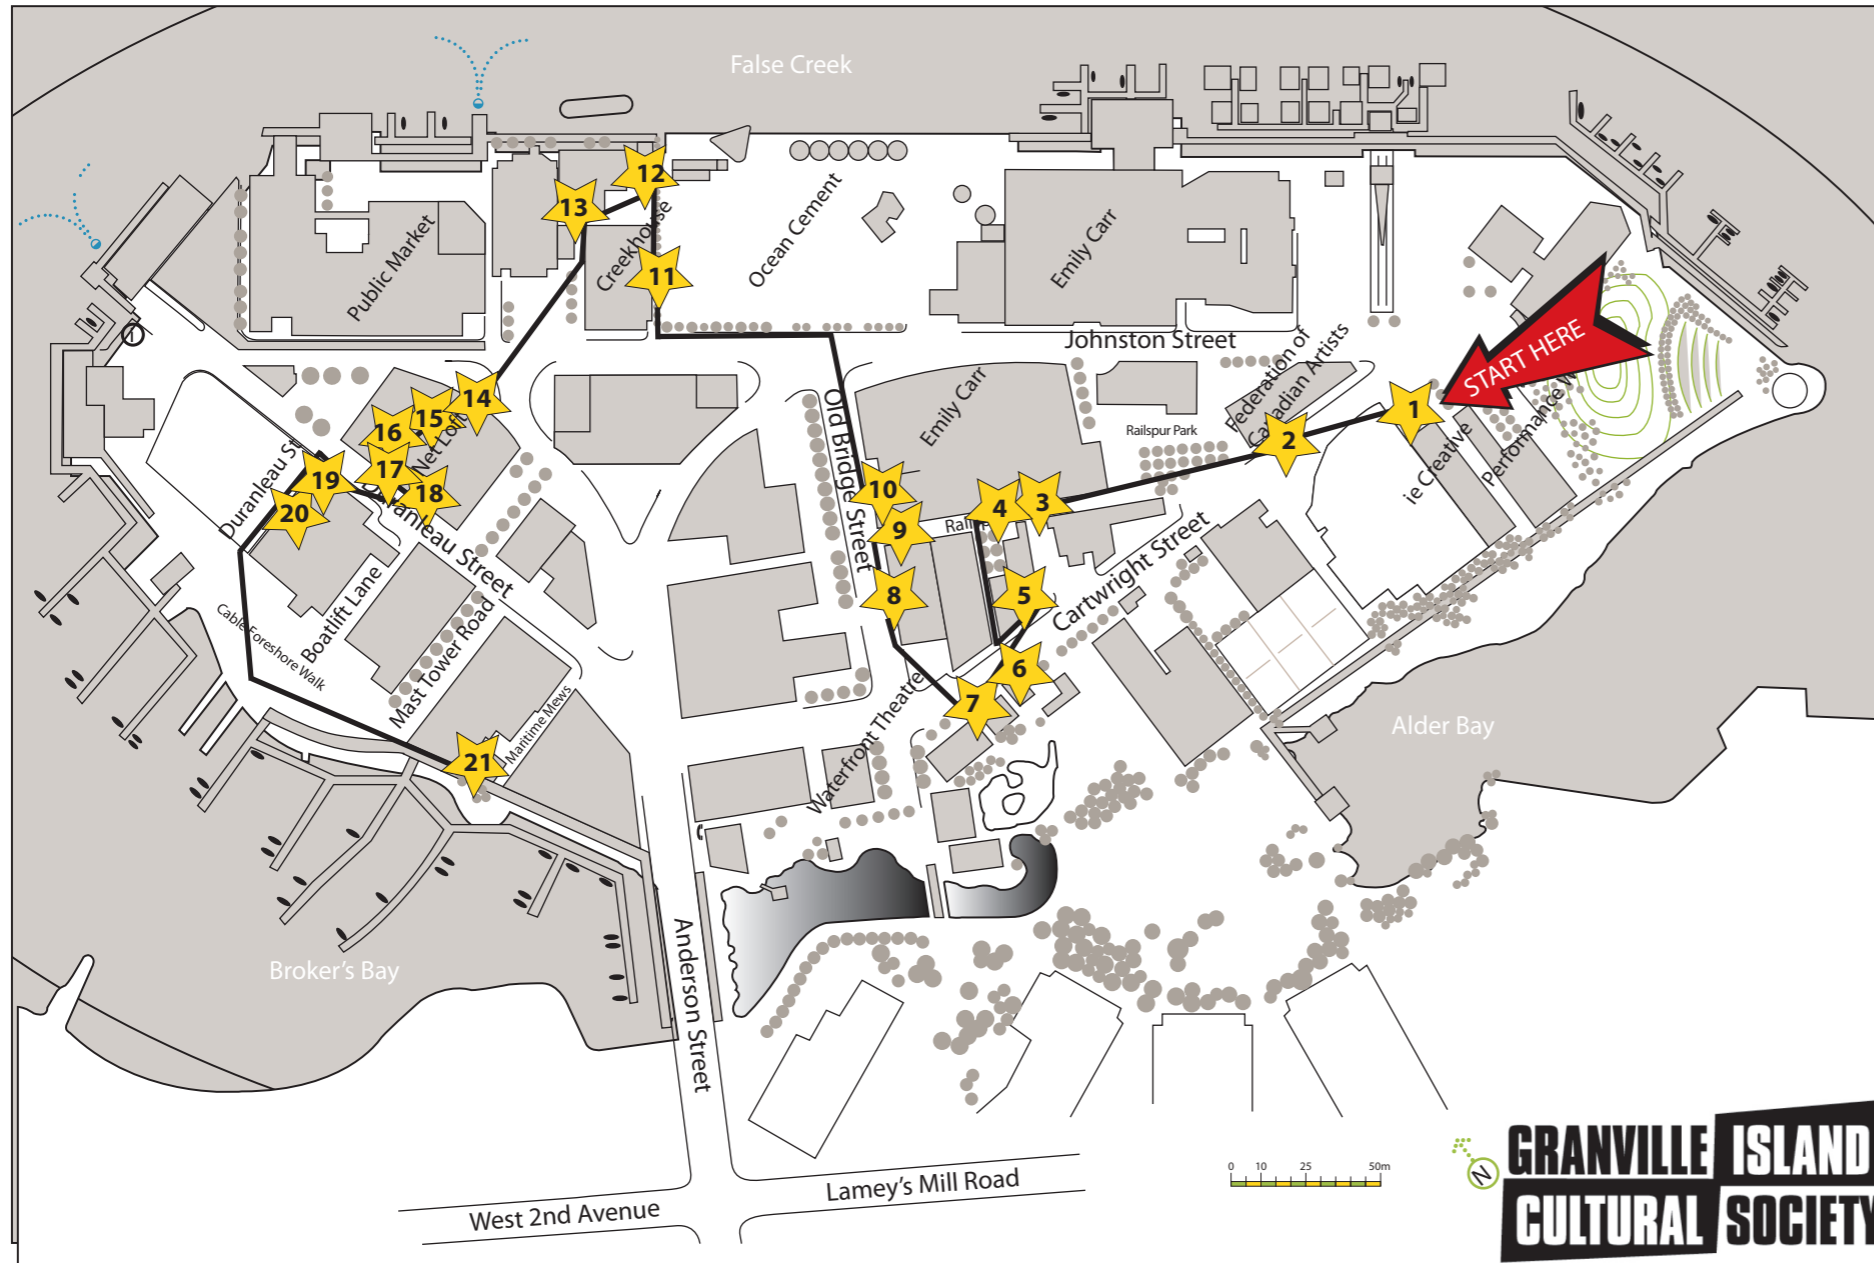 False Creek
12
13
Creekhouse
11
Public Market
Ocean Cement
Emily Carr
Johnston Street
Federation of
Canadian Artists
START HERE
1
2
ie Creative
Performance W
Railspur Park
Emily Carr
Old Bridge Street
14
15
16
Net Loft
17
18
19
20
Duranleau St
anleau Street
10
9
8
4
3
Rail
5
6
7
Cartwright Street
Boatlift Lane
Cable Foreshore Walk
Mast Tower Road
Maritime Mews
21
Waterfront Theatre
Alder Bay
Broker's Bay
Anderson Street
West 2nd Avenue
Lamey's Mill Road
0 10 25 50m
N
GRANVILLE ISLAND
CULTURAL SOCIETY